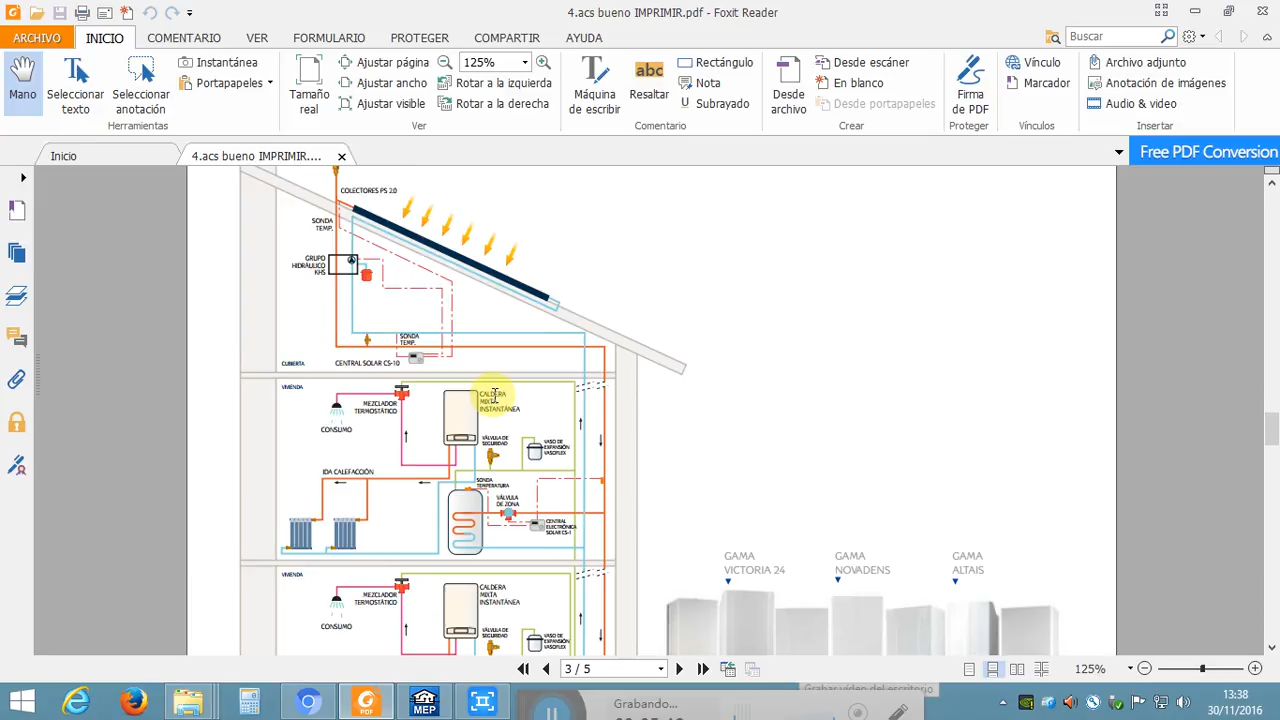 4.acs bueno IMPRIMIR.pdf - Foxit Reader
ARCHIVO
INICIO
COMENTARIO
VER
FORMULARIO
PROTEGER
COMPARTIR
AYUDA
Buscar
Mano
Seleccionar
texto
Seleccionar
anotación
Instantánea
Portapapeles
Herramientas
Tamaño
real
Ajustar página
Ajustar ancho
Ajustar visible
125%
Rotar a la izquierda
Rotar a la derecha
Ver
Máquina
de escribir
abc
Resaltar
Rectángulo
Nota
Subrayado
Comentario
Desde
archivo
Desde escáner
En blanco
Desde portapapeles
Crear
Firma
de PDF
Proteger
Vínculo
Marcador
Vínculos
Archivo adjunto
Anotación de imágenes
Audio & video
Insertar
Inicio
4.acs bueno IMPRIMIR....
Free PDF Conversion
COLECTORES PS 2.0
SONDA
TEMP.
GRUPO
HIDRÁULICO
KHS
SONDA
TEMP.
CUBIERTA
CENTRAL SOLAR CS-10
VIVIENDA
MEZCLADOR
TERMOSTÁTICO
CONSUMO
CALDERA
MIXTA
INSTANTÁNEA
VÁLVULA DE
SEGURIDAD
VASO DE
EXPANSIÓN
VASOFLEX
IDA CALEFACCIÓN
SONDA
TEMPERATURA
VÁLVULA
DE ZONA
CENTRAL
ELECTRÓNICA
SOLAR CS-1
VIVIENDA
MEZCLADOR
TERMOSTÁTICO
CONSUMO
CALDERA
MIXTA
INSTANTÁNEA
VÁLVULA DE
SEGURIDAD
VASO DE
EXPANSIÓN
VASOFLEX
GAMA
VICTORIA 24
GAMA
NOVADENS
GAMA
ALTAIS
3 / 5
125%
Grabar vídeo del escritorio
PDF
MEP
Grabando...
13:38
30/11/2016